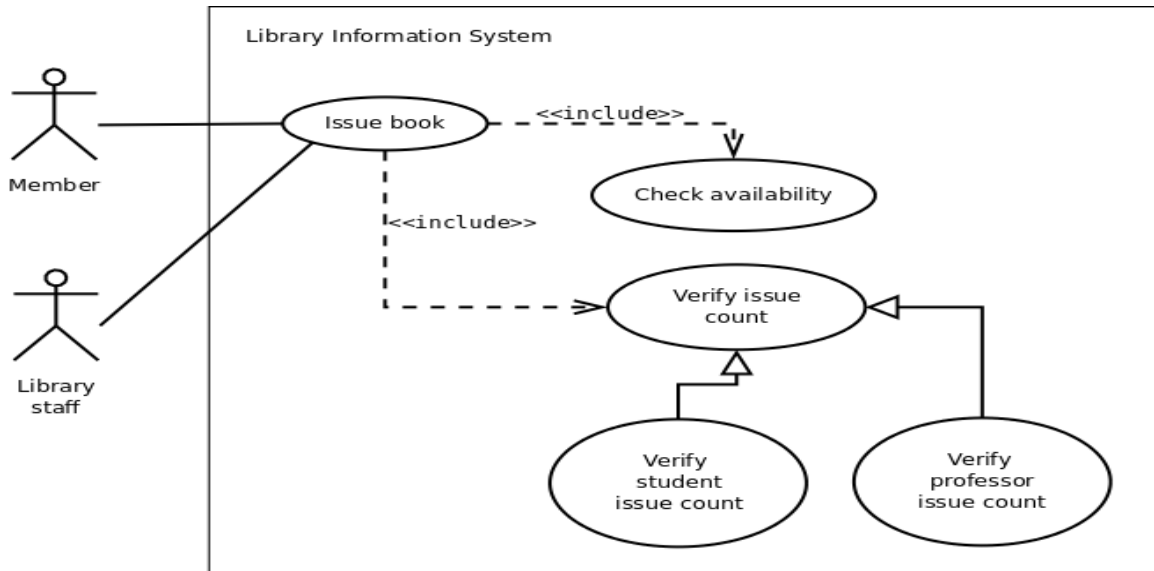 Library Information System
Issue book
<<include>>
Member
Check availability
<<include>>
Verify issue
count
Library
staff
Verify
student
issue count
Verify
professor
issue count